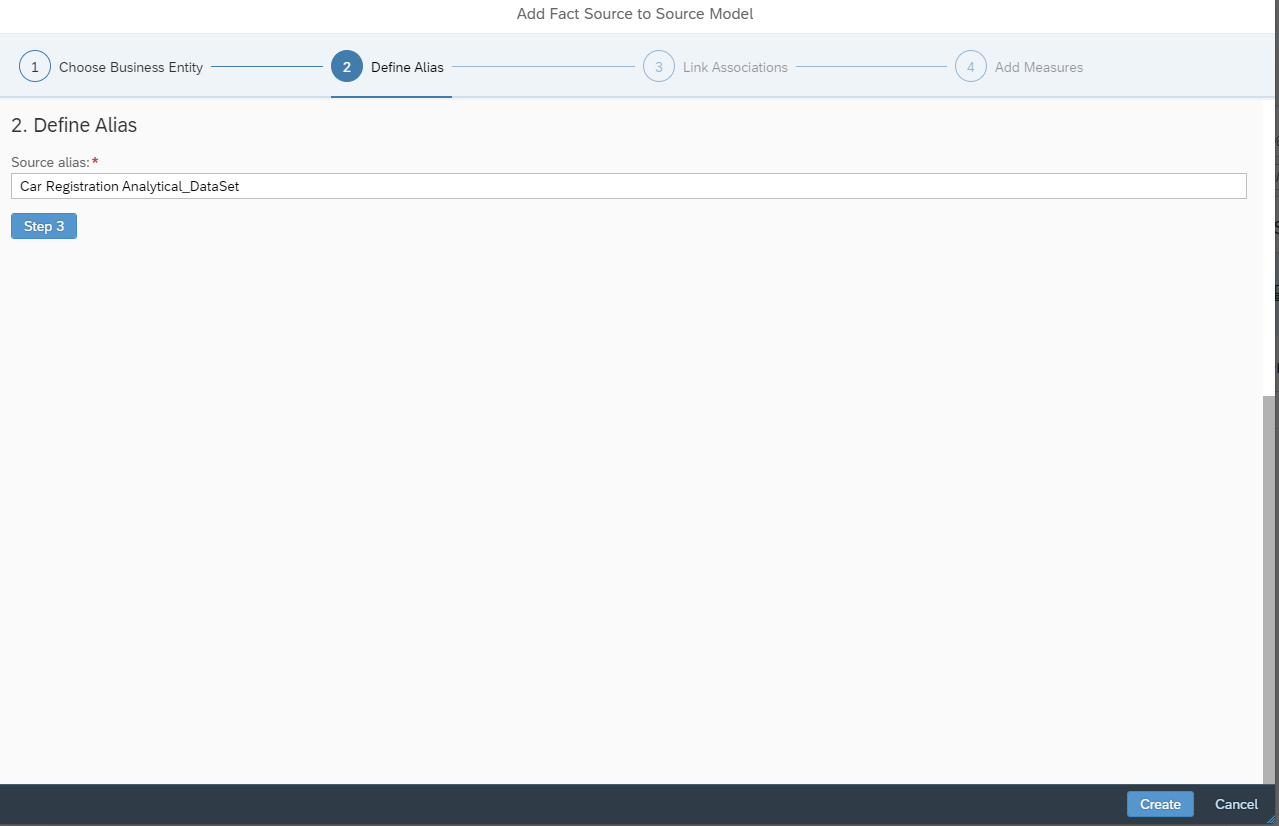 Add Fact Source to Source Model
1 Choose Business Entity 2 Define Alias 3 Link Associations 4 Add Measures
2. Define Alias
Source alias:*
Car Registration Analytical_DataSet
Step 3
Create Cancel